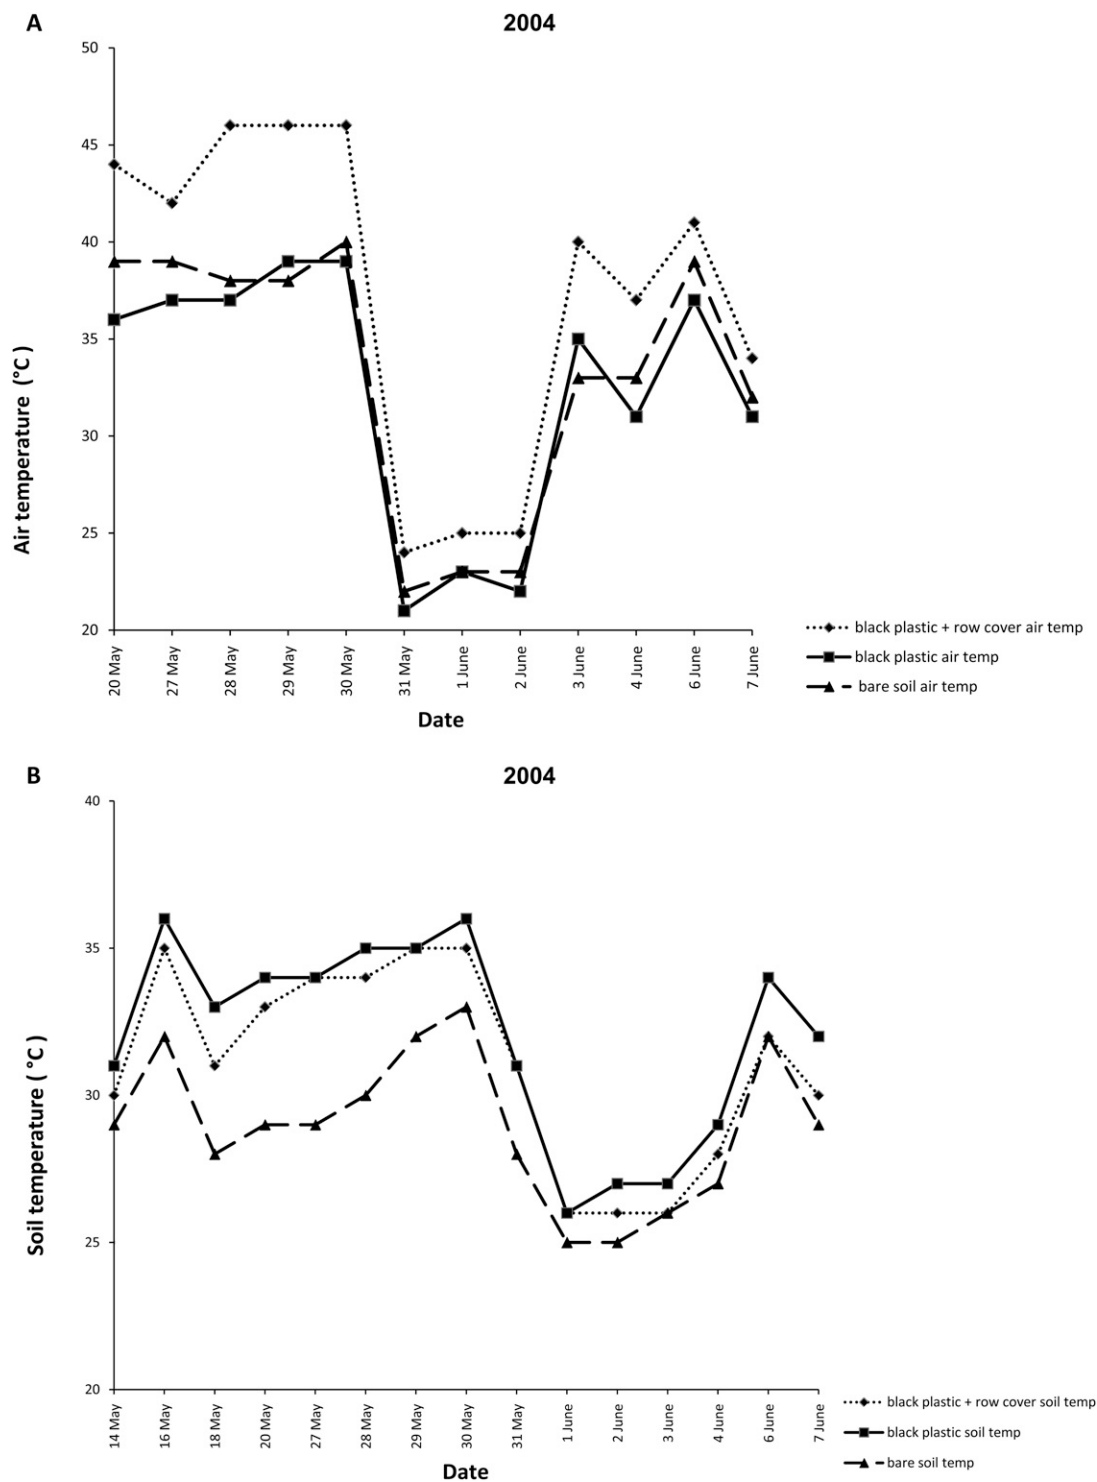 A
2004
50
45
40
35
30
25
20
Air temperature (°C )
20 May
27 May
28 May
29 May
30 May
31 May
1 June
2 June
3 June
4 June
6 June
7 June
Date
black plastic + row cover air temp
black plastic air temp
bare soil air temp
B
2004
40
35
30
25
20
Soil temperature ( °C )
14 May
16 May
18 May
20 May
27 May
28 May
29 May
30 May
31 May
1 June
2 June
3 June
4 June
6 June
7 June
Date
black plastic + row cover soil temp
black plastic soil temp
bare soil temp